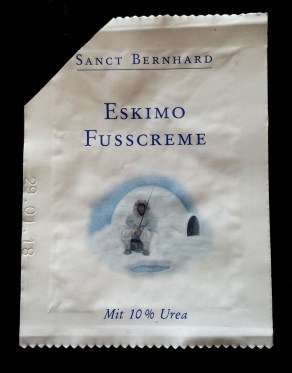 SANCT BERNHARD
ESKIMO
FUSSCREME
Mit 10% Urea
29.01.18